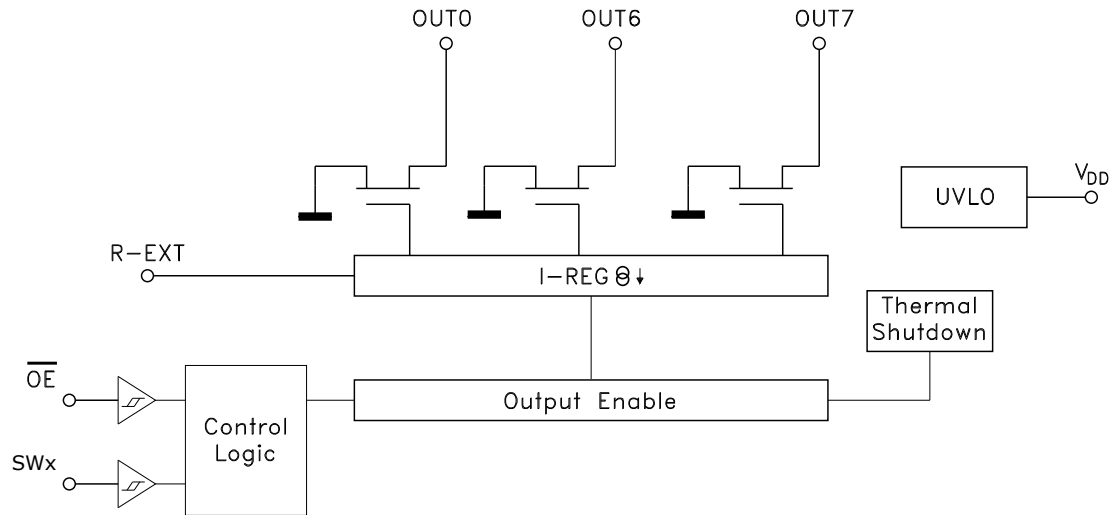 OUT0
OUT6
OUT7
UVLO
VDD
R-EXT
I-REG
Thermal
Shutdown
OE
Output Enable
Control
Logic
SWx